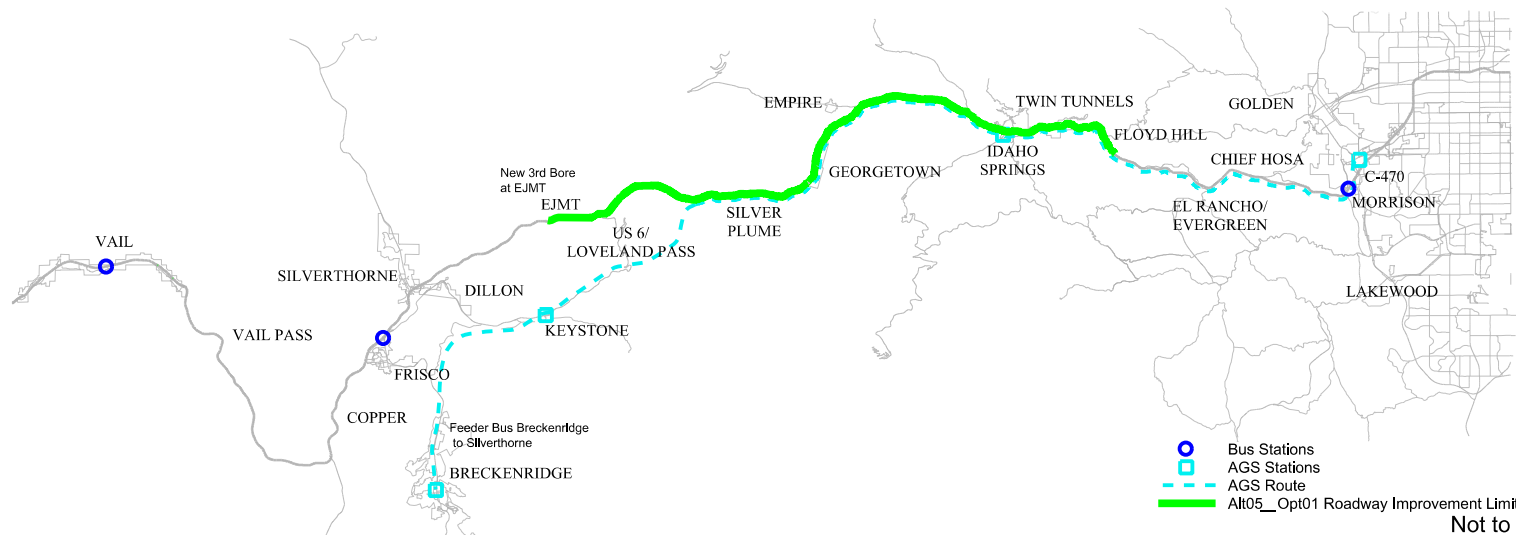 EMPIRE
TWIN TUNNELS
GOLDEN
FLOYD HILL
IDAHO
SPRINGS
CHIEF HOSA
GEORGETOWN
C-470
New 3rd Bore
at EJMT
EJMT
MORRISON
SILVER
PLUME
EL RANCHO/
EVERGREEN
US 6/
LOVELAND PASS
VAIL
SILVERTHORNE
DILLON
LAKEWOOD
VAIL PASS
KEYSTONE
FRISCO
COPPER
Feeder Bus Breckenridge
to Silverthorne
BRECKENRIDGE
Bus Stations
AGS Stations
AGS Route
Alt05__Opt01 Roadway Improvement Limit
Not to